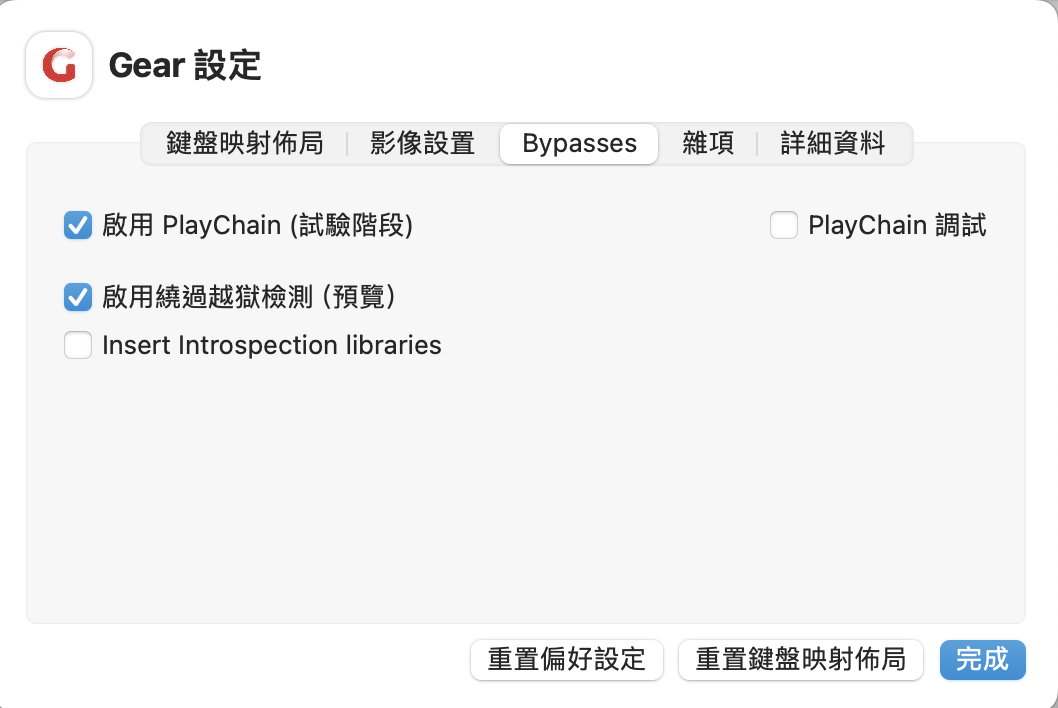 Gear 設定
鍵盤映射佈局 影像設置 Bypasses 雜項 詳細資料
啟用 PlayChain (試驗階段) PlayChain 調試
啟用繞過越獄檢測 (預覽)
Insert Introspection libraries
重置偏好設定 重置鍵盤映射佈局 完成